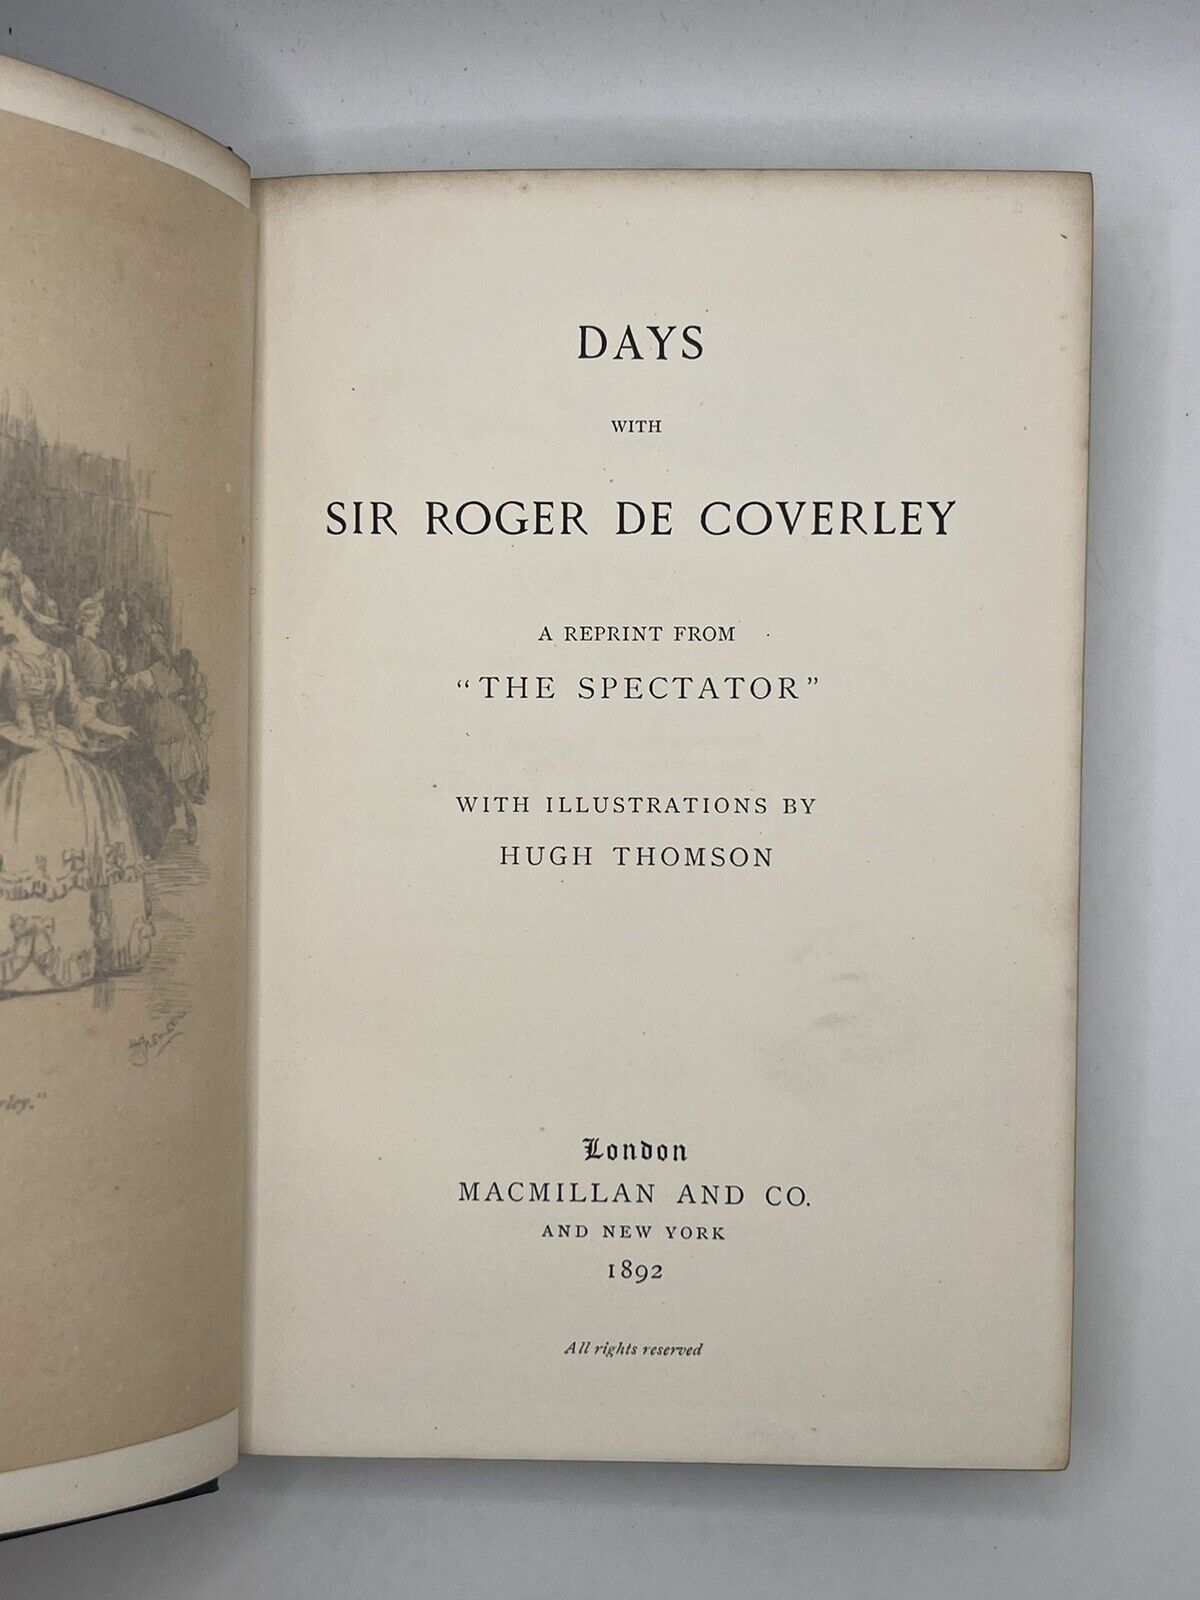 DAYS
WITH
SIR ROGER DE COVERLEY
A REPRINT FROM
"THE SPECTATOR"
WITH ILLUSTRATIONS BY
HUGH THOMSON
London
MACMILLAN AND CO.
AND NEW YORK
1892
All rights reserved
rley."